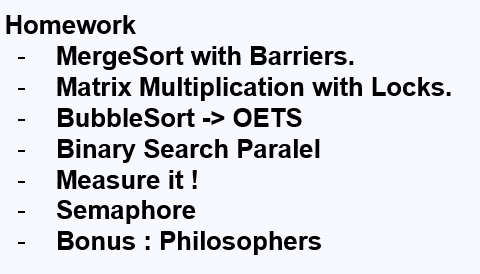 Homework
- MergeSort with Barriers.
- Matrix Multiplication with Locks.
- BubbleSort -> OETS
- Binary Search Paralel
- Measure it !
- Semaphore
- Bonus : Philosophers